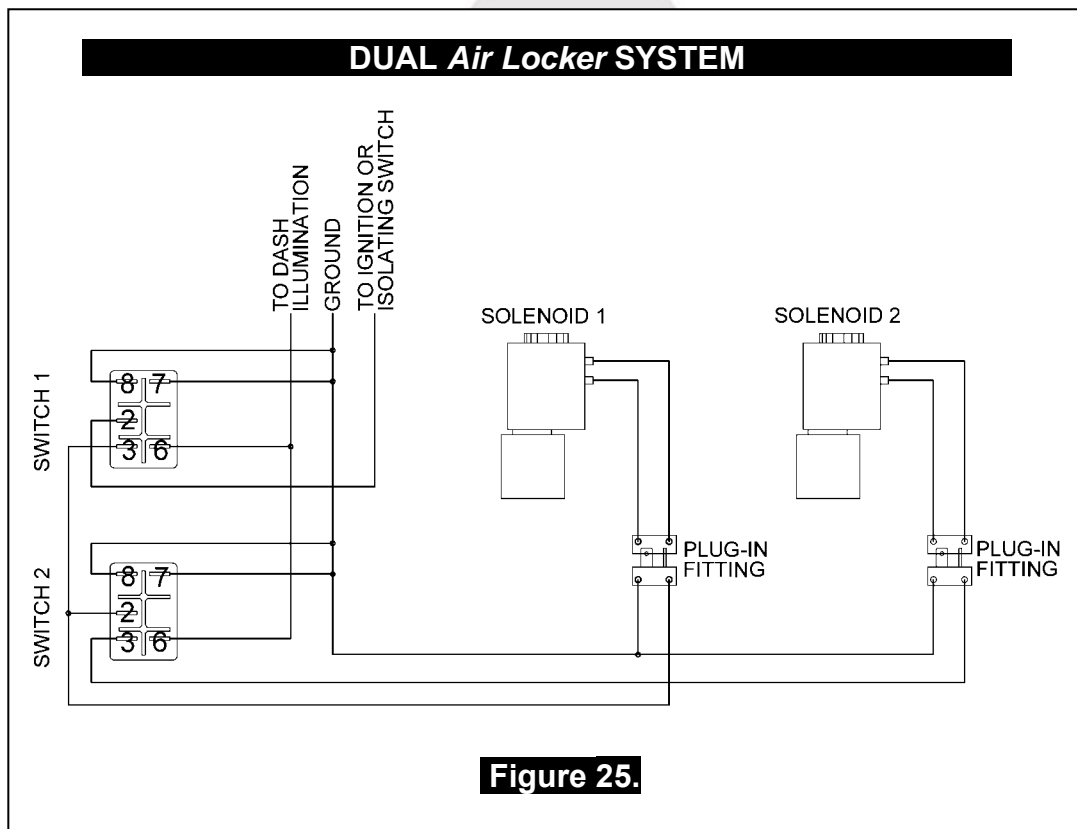 DUAL Air Locker SYSTEM
TO DASH
ILLUMINATION
GROUND
TO IGNITION OR
ISOLATING SWITCH
SOLENOID 1
SOLENOID 2
SWITCH 1
8 7
2
3 6
PLUG-IN
FITTING
PLUG-IN
FITTING
SWITCH 2
8 7
2
3 6
Figure 25.